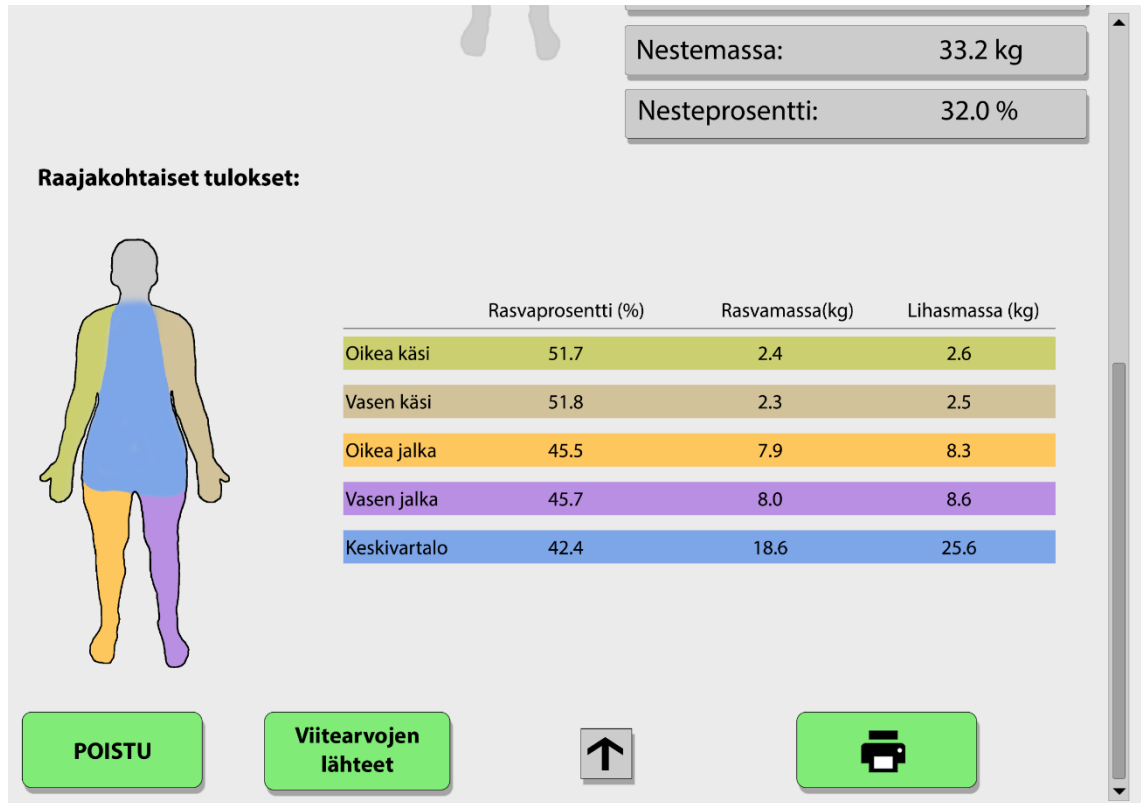 Nestemassa: 33.2 kg
Nesteprosentti: 32.0 %
Raajakohtaiset tulokset:
Rasvaprosentti (%) Rasvamassa(kg) Lihasmassa (kg)
Oikea käsi 51.7 2.4 2.6
Vasen käsi 51.8 2.3 2.5
Oikea jalka 45.5 7.9 8.3
Vasen jalka 45.7 8.0 8.6
Keskivartalo 42.4 18.6 25.6
POISTU
Viitearvojen
lähteet